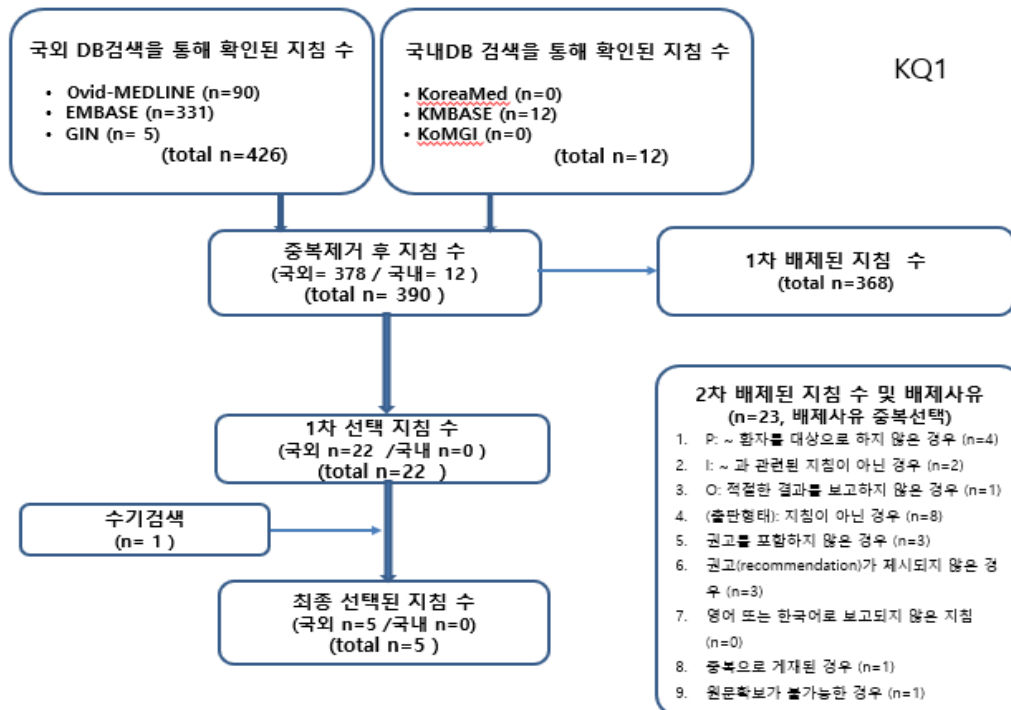 국외 DB검색을 통해 확인된 지침 수
• Ovid-MEDLINE (n=90)
• EMBASE (n=331)
• GIN (n= 5)
(total n=426)
국내DB 검색을 통해 확인된 지침 수
• KoreaMed (n=0)
• KMBASE (n=12)
• KoMGI (n=0)
(total n=12)
KQ1
중복제거 후 지침 수
(국외= 378 / 국내= 12 )
(total n= 390 )
1차 배제된 지침 수
(total n=368)
1차 선택 지침 수
(국외 n=22 /국내 n=0 )
(total n=22 )
수기검색
(n= 1 )
최종 선택된 지침 수
(국외 n=5 /국내 n=0)
(total n=5 )
2차 배제된 지침 수 및 배제사유
(n=23, 배제사유 중복선택)
1. P: ~ 환자를 대상으로 하지 않은 경우 (n=4)
2. I: ~ 과 관련된 지침이 아닌 경우 (n=2)
3. O: 적절한 결과를 보고하지 않은 경우 (n=1)
4. (출판형태): 지침이 아닌 경우 (n=8)
5. 권고를 포함하지 않은 경우 (n=3)
6. 권고(recommendation)가 제시되지 않은 경
우 (n=3)
7. 영어 또는 한국어로 보고되지 않은 지침
(n=0)
8. 중복으로 게재된 경우 (n=1)
9. 원문확보가 불가능한 경우 (n=1)